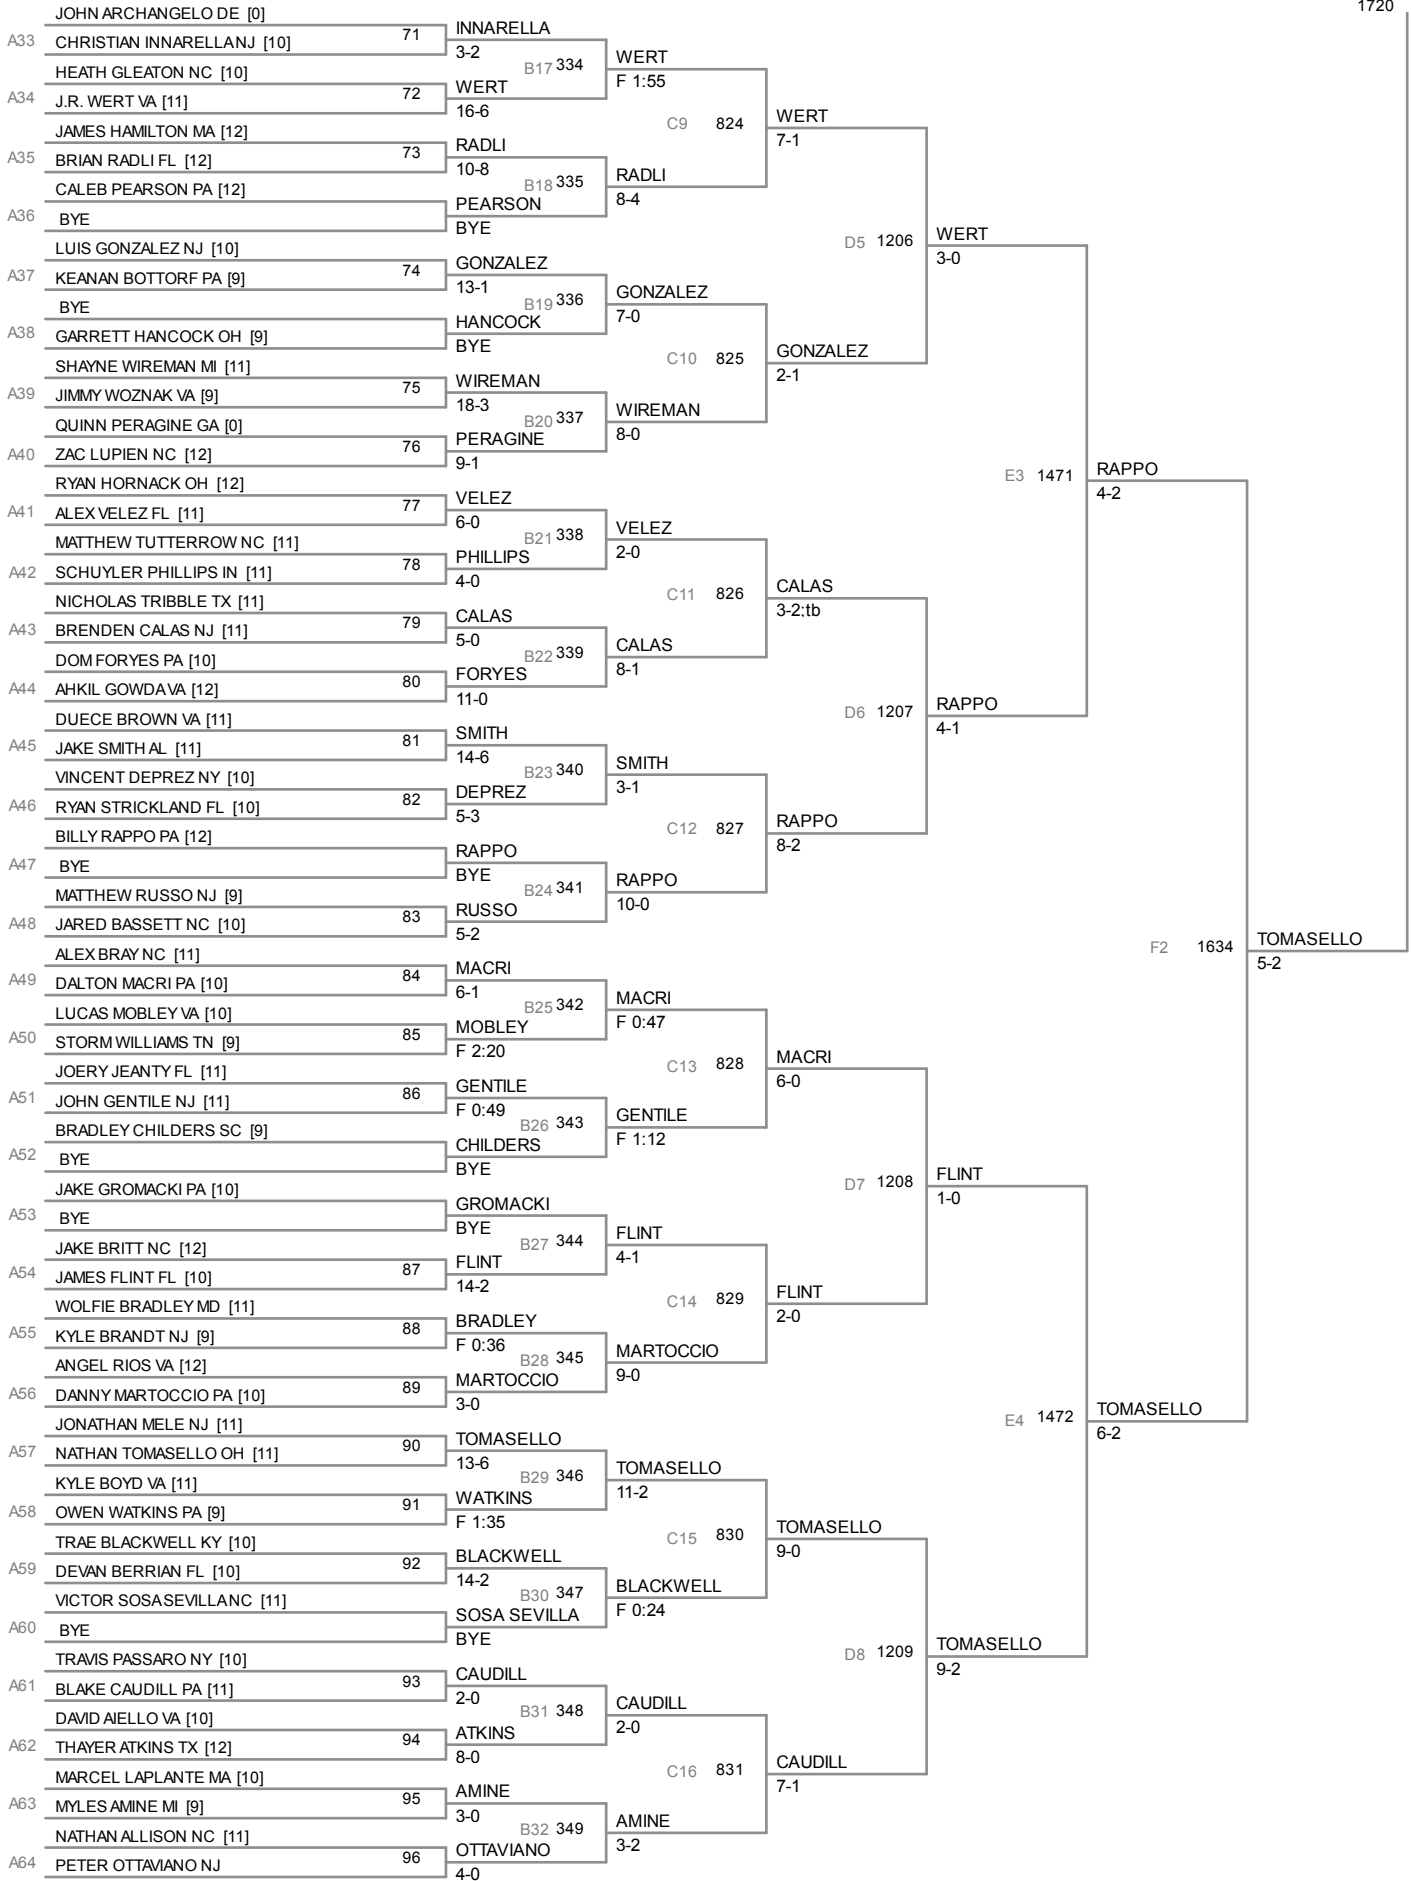 1720
JOHN ARCHANGELO DE [0]
A33 CHRISTIAN INNARELLA NJ [10] 71
INNARELLA
3-2
HEATH GLEATON NC [10]
A34 J.R. WERT VA [11] 72
WERT
16-6
B17 334
WERT
F 1:55
JAMES HAMILTON MA [12]
A35 BRIAN RADLI FL [12] 73
RADLI
10-8
CALEB PEARSON PA [12]
A36 BYE
PEARSON
BYE
B18 335
RADLI
8-4
C9 824
WERT
7-1
LUIS GONZALEZ NJ [10]
A37 KEANAN BOTTORF PA [9] 74
GONZALEZ
13-1
BYE
A38 GARRETT HANCOCK OH [9]
HANCOCK
BYE
B19 336
GONZALEZ
7-0
SHAYNE WIREMAN MI [11]
A39 JIMMY WOZNAK VA [9] 75
WIREMAN
18-3
QUINN PERAGINE GA [0]
A40 ZAC LUPIEN NC [12] 76
PERAGINE
9-1
B20 337
WIREMAN
8-0
C10 825
GONZALEZ
2-1
D5 1206
WERT
3-0
RYAN HORNACK OH [12]
A41 ALEX VELEZ FL [11] 77
VELEZ
6-0
MATTHEW TUTTERROW NC [11]
A42 SCHUYLER PHILLIPS IN [11] 78
PHILLIPS
4-0
B21 338
VELEZ
2-0
NICHOLAS TRIBBLE TX [11]
A43 BRENDEN CALAS NJ [11] 79
CALAS
5-0
DOM FORYES PA [10]
A44 AHKIL GOWDA VA [12] 80
FORYES
11-0
B22 339
CALAS
8-1
C11 826
CALAS
3-2:tb
DUECE BROWN VA [11]
A45 JAKE SMITH AL [11] 81
SMITH
14-6
VINCENT DEPREZ NY [10]
A46 RYAN STRICKLAND FL [10] 82
DEPREZ
5-3
B23 340
SMITH
3-1
BILLY RAPPO PA [12]
A47 BYE
RAPPO
BYE
MATTHEW RUSSO NJ [9]
A48 JARED BASSETT NC [10] 83
RUSSO
5-2
B24 341
RAPPO
10-0
C12 827
RAPPO
8-2
D6 1207
RAPPO
4-1
E3 1471
RAPPO
4-2
ALEX BRAY NC [11]
A49 DALTON MACRI PA [10] 84
MACRI
6-1
LUCAS MOBLEY VA [10]
A50 STORM WILLIAMS TN [9] 85
MOBLEY
F 2:20
B25 342
MACRI
F 0:47
JOERY JEANTY FL [11]
A51 JOHN GENTILE NJ [11] 86
GENTILE
F 0:49
BRADLEY CHILDERS SC [9]
A52 BYE
CHILDERS
BYE
B26 343
GENTILE
F 1:12
C13 828
MACRI
6-0
JAKE GROMACKI PA [10]
A53 BYE
GROMACKI
BYE
JAKE BRITT NC [12]
A54 JAMES FLINT FL [10] 87
FLINT
14-2
B27 344
FLINT
4-1
WOLFIE BRADLEY MD [11]
A55 KYLE BRANDT NJ [9] 88
BRADLEY
F 0:36
ANGEL RIOS VA [12]
A56 DANNY MARTOCCIO PA [10] 89
MARTOCCIO
3-0
B28 345
MARTOCCIO
9-0
C14 829
FLINT
2-0
D7 1208
FLINT
1-0
JONATHAN MELE NJ [11]
A57 NATHAN TOMASELLO OH [11] 90
TOMASELLO
13-6
KYLE BOYD VA [11]
A58 OWEN WATKINS PA [9] 91
WATKINS
F 1:35
B29 346
TOMASELLO
11-2
TRAE BLACKWELL KY [10]
A59 DEVAN BERRIAN FL [10] 92
BLACKWELL
14-2
VICTOR SOSA SEVILLA NC [11]
A60 BYE
SOSA SEVILLA
BYE
B30 347
BLACKWELL
F 0:24
C15 830
TOMASELLO
9-0
TRAVIS PASSARO NY [10]
A61 BLAKE CAUDILL PA [11] 93
CAUDILL
2-0
DAVID AIELLO VA [10]
A62 THAYER ATKINS TX [12] 94
ATKINS
8-0
B31 348
CAUDILL
2-0
MARCEL LAPLANTE MA [10]
A63 MYLES AMINE MI [9] 95
AMINE
3-0
NATHAN ALLISON NC [11]
A64 PETER OTTAVIANO NJ 96
OTTAVIANO
4-0
B32 349
AMINE
3-2
C16 831
CAUDILL
7-1
D8 1209
TOMASELLO
9-2
E4 1472
TOMASELLO
6-2
F2 1634
TOMASELLO
5-2